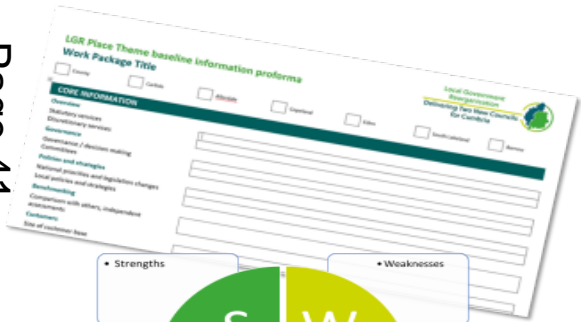 Page 41
LGR Place Theme baseline information proforma
Work Package Title
Local Government
Reorganisation
Delivering Two New Councils
for Cumbria
County
Carlisle
Allerdale
Copeland
Eden
South Lakeland
Barrow
CORE INFORMATION
Overview
Statutory services
Discretionary services
Governance
Governance / decision making
Committees
Policies and strategies
National priorities and legislation changes
Local policies and strategies
Benchmarking
Comparison with others, independent
assessments
Customers
Size of customer base
• Strengths
• Weaknesses
S
W